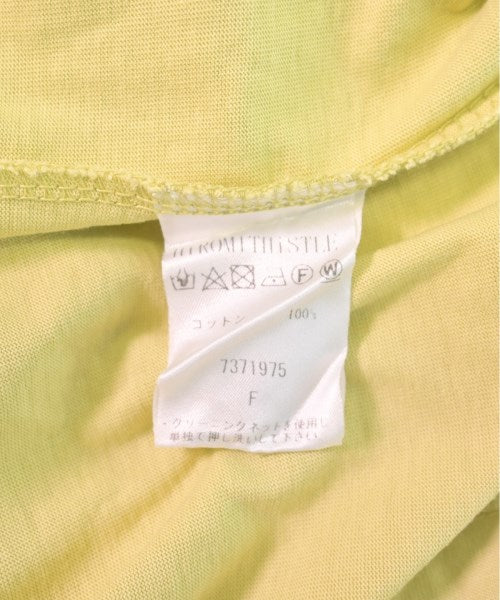 HIROMITHiSTLE
F W
コットン 100%
7371975
F
・クリーニングネットを使用し
単独で押し洗いして下さい